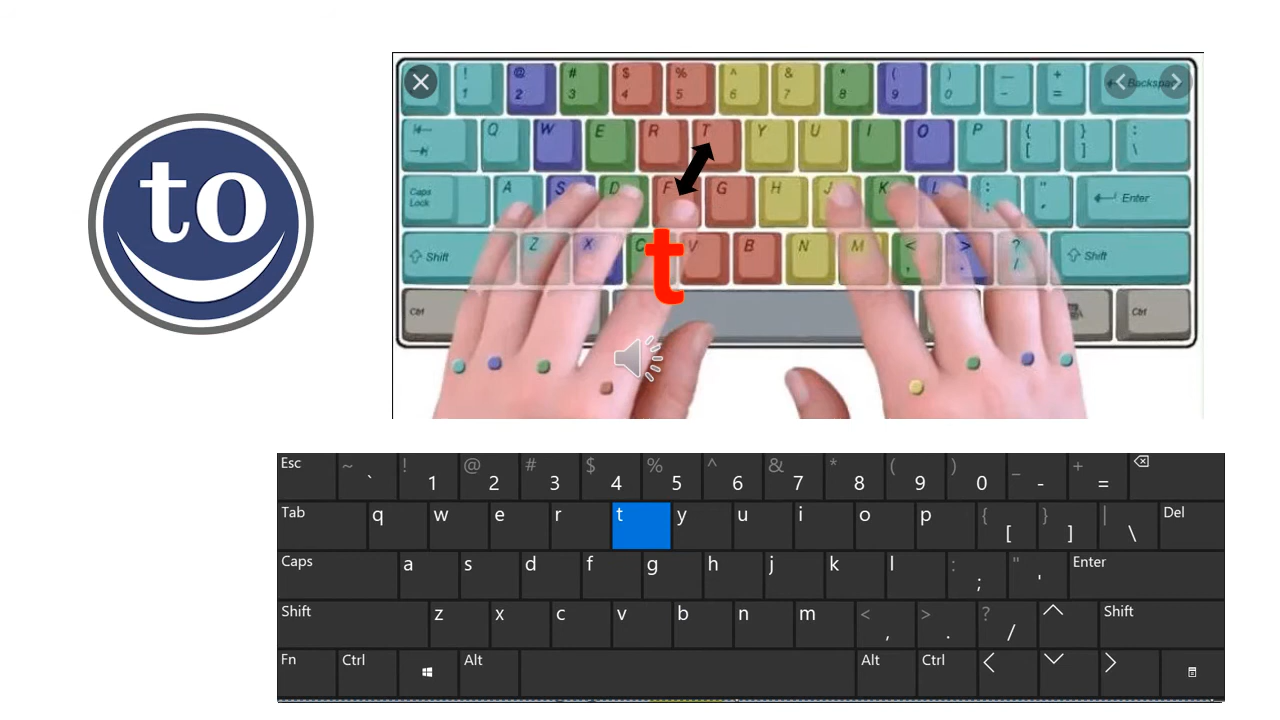 to
! 1 @ 2 # 3 $ 4 % 5 ^ 6 & 7 * 8 ( 9 ) 0 — - + = Backspa
Q W E R T Y U I O P { [ } ] : \
Caps Lock A S D F G H J K L : ; "
Enter
Shift Z X C V B N M < , > . ? / Shift
Ctrl Ctrl
t
Esc ~ ` ! 1 @ 2 # 3 $ 4 % 5 ^ 6 & 7 * 8 ( 9 ) 0 _ - + =
Tab q w e r t y u i o p { [ } ] | \ Del
Caps a s d f g h j k l : ; " ' Enter
Shift z x c v b n m < , > . ? / Shift
Fn Ctrl Alt Alt Ctrl